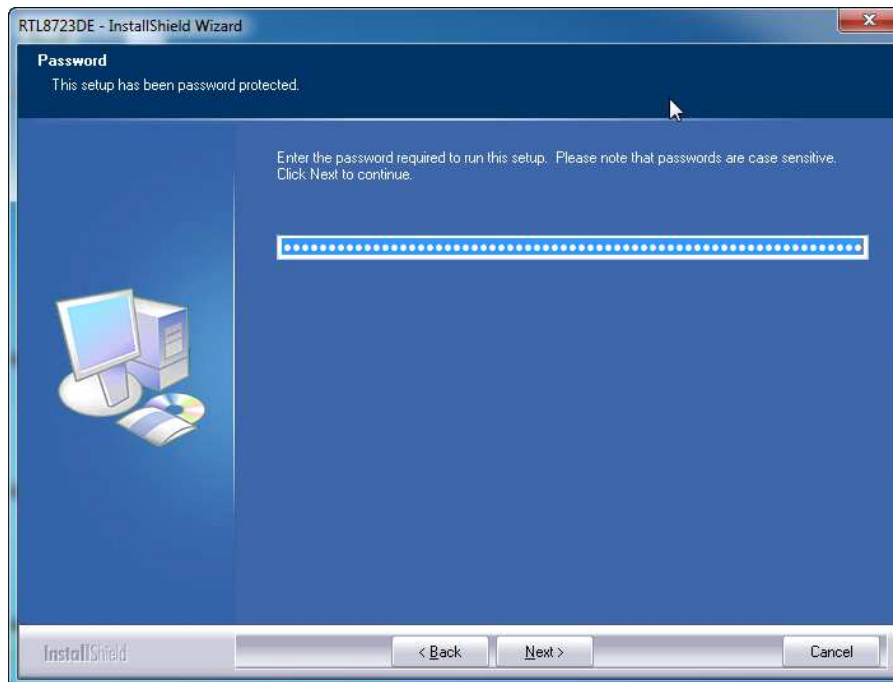 RTL8723DE - InstallShield Wizard
Password
This setup has been password protected.
Enter the password required to run this setup.  Please note that passwords are case sensitive.
Click Next to continue.
InstallShield
< Back
Next >
Cancel